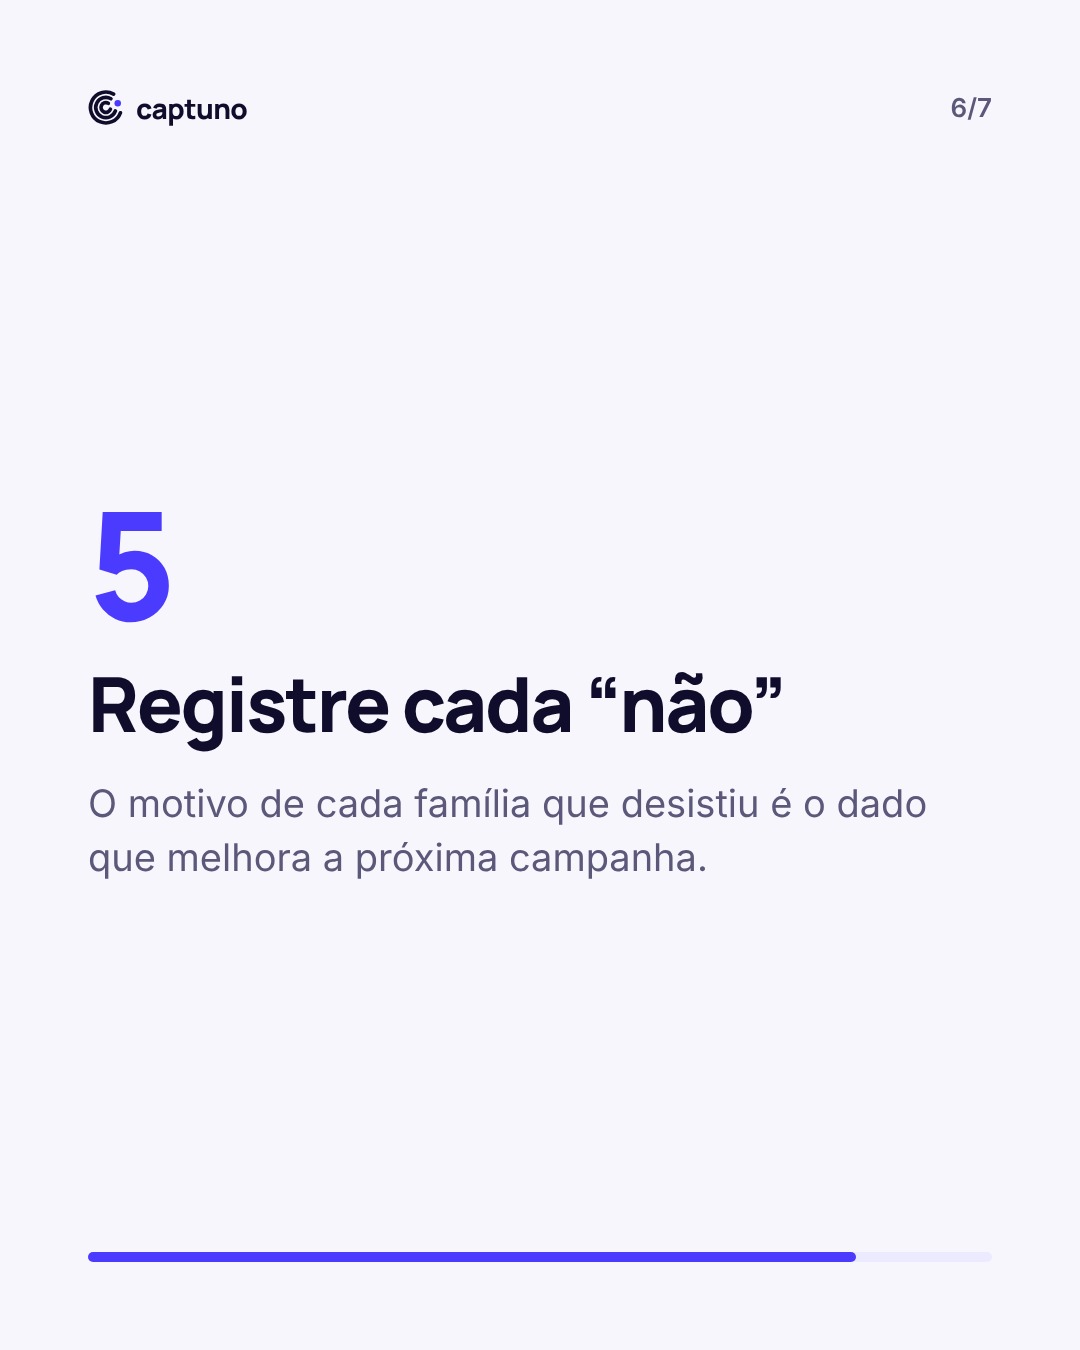 captuno
6/7
5
Registre cada “não”
O motivo de cada família que desistiu é o dado
que melhora a próxima campanha.